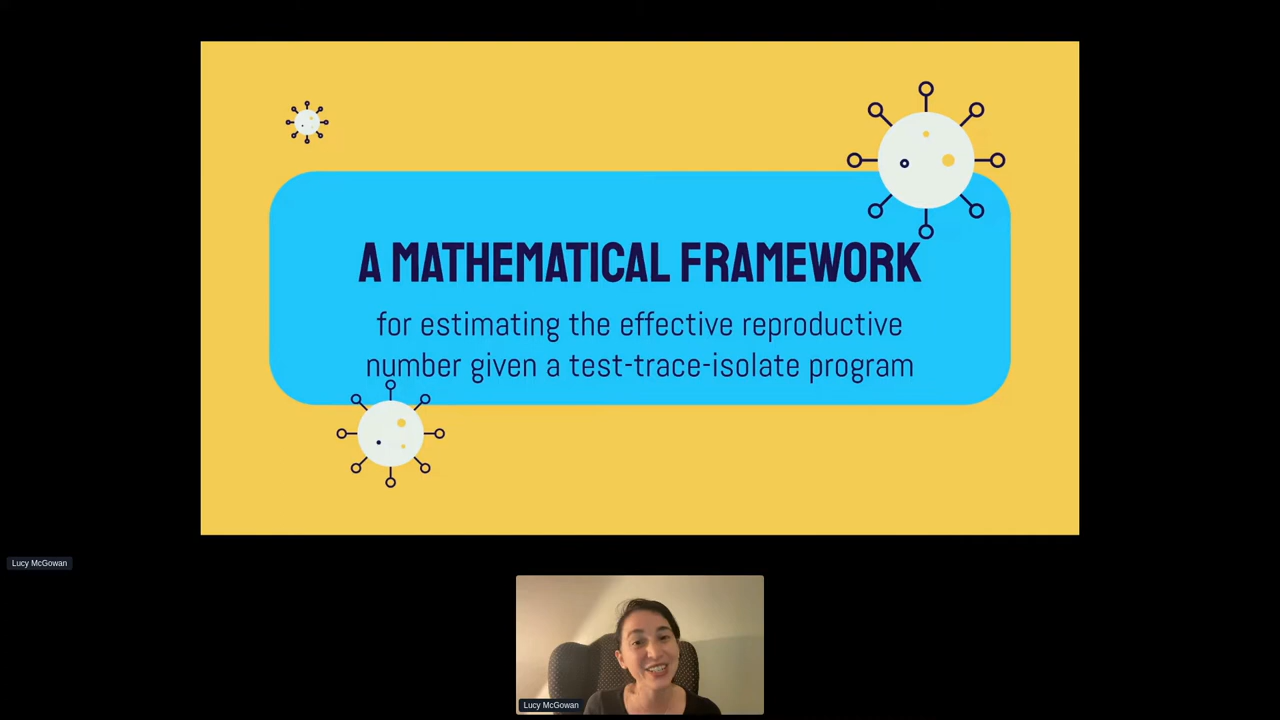 A MATHEMATICAL FRAMEWORK
for estimating the effective reproductive
number given a test-trace-isolate program
Lucy McGowan
Lucy McGowan